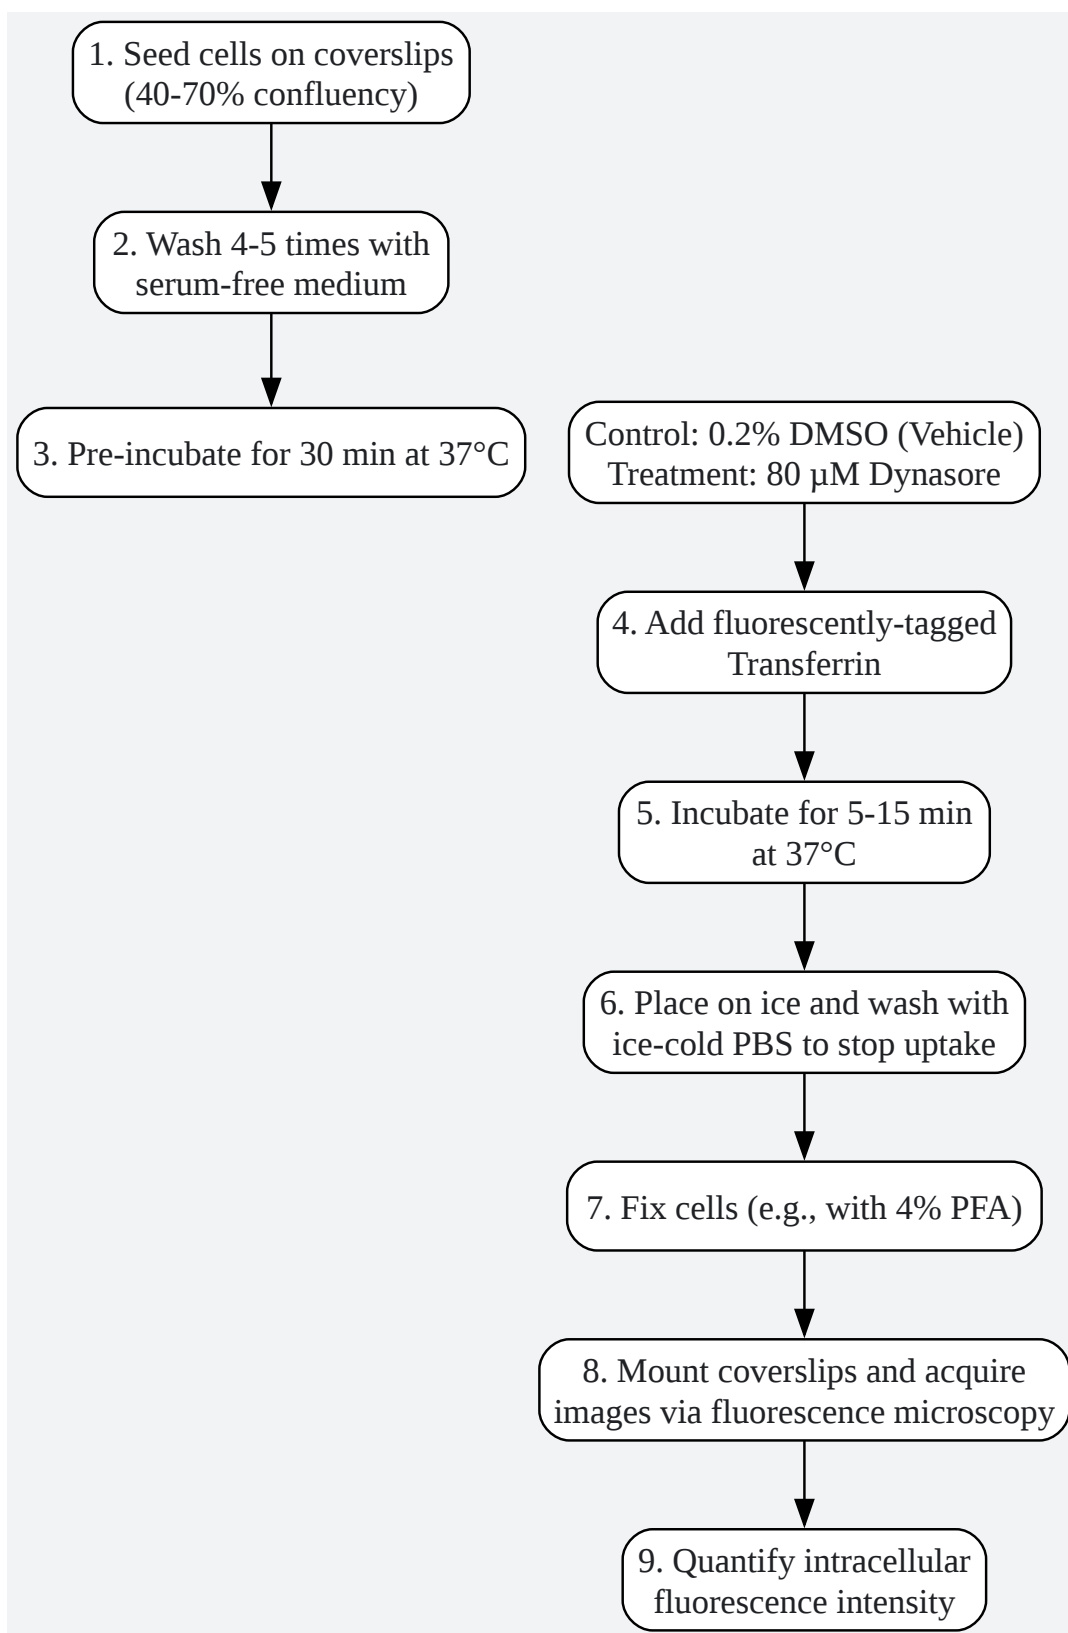 1. Seed cells on coverslips
(40-70% confluency)
2. Wash 4-5 times with
serum-free medium
3. Pre-incubate for 30 min at 37°C
Control: 0.2% DMSO (Vehicle)
Treatment: 80 µM Dynasore
4. Add fluorescently-tagged
Transferrin
5. Incubate for 5-15 min
at 37°C
6. Place on ice and wash with
ice-cold PBS to stop uptake
7. Fix cells (e.g., with 4% PFA)
8. Mount coverslips and acquire
images via fluorescence microscopy
9. Quantify intracellular
fluorescence intensity